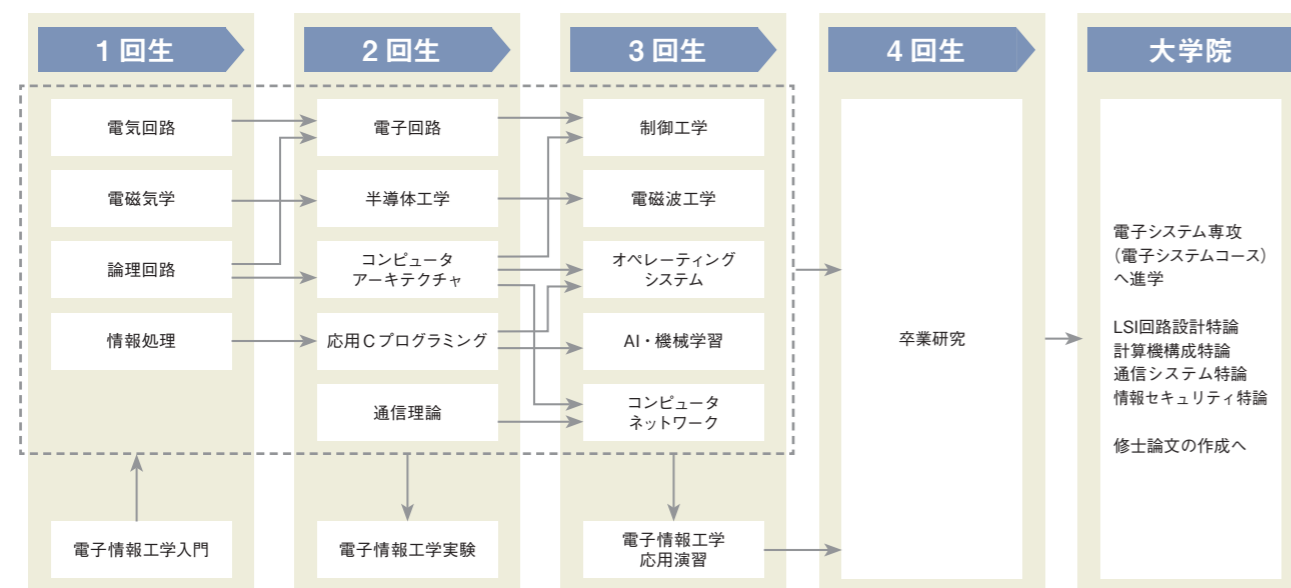 1回生
2回生
3回生
4回生
大学院
電気回路
電磁気学
論理回路
情報処理
電子情報工学入門
電子回路
半導体工学
コンピュータ
アーキテクチャ
応用Cプログラミング
通信理論
電子情報工学実験
制御工学
電磁波工学
オペレーティング
システム
AI・機械学習
コンピュータ
ネットワーク
電子情報工学
応用演習
卒業研究
電子システム専攻
(電子システムコース)
へ進学
LSI回路設計特論
計算機構成特論
通信システム特論
情報セキュリティ特論
修士論文の作成へ